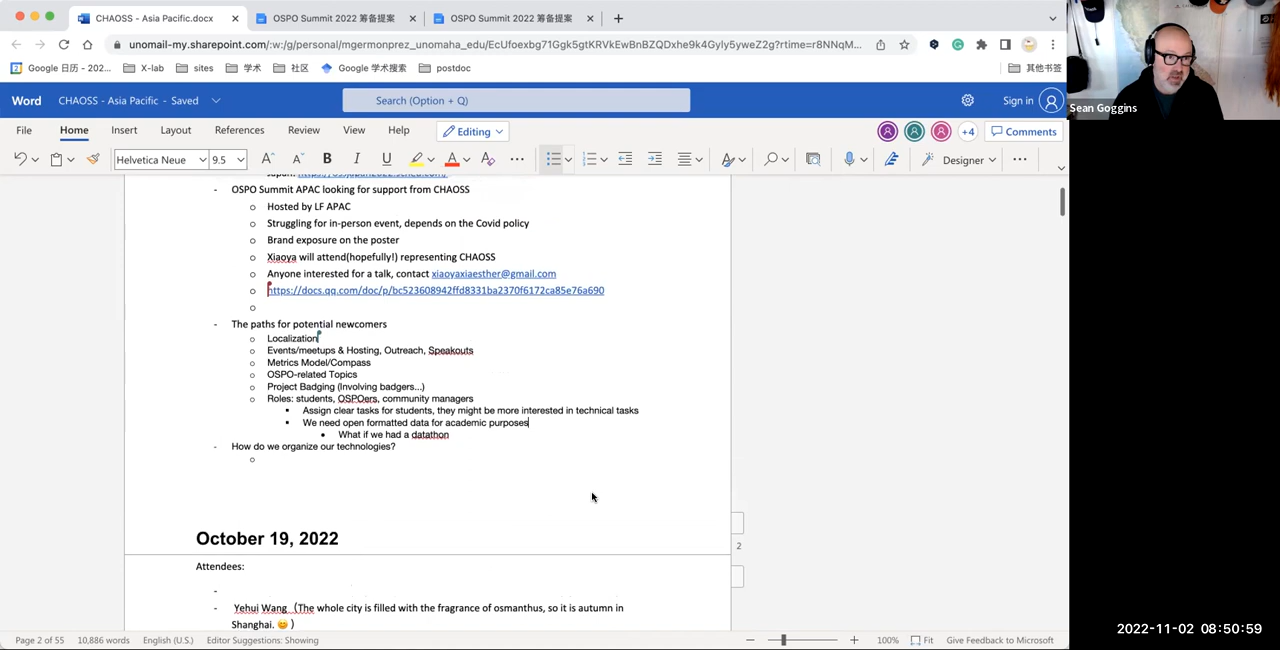 CHAOSS - Asia Pacific.docx
OSPO Summit 2022 筹备提案
OSPO Summit 2022 筹备提案
unomail-my.sharepoint.com/:w:/g/personal/mgermonprez_unomaha_edu/EcUfoexbg71Ggk5gtKRVkEwBnBZQDxhe9k4Gyly5yweZ2g?rtime=r8NNqM...
Google 日历 - 202...
X-lab
sites
学术
社区
Google 学术搜索
postdoc
其他书签
Word
CHAOSS - Asia Pacific - Saved
Search (Option + Q)
Sign in
Sean Goggins
File
Home
Insert
Layout
References
Review
View
Help
Editing
+4
Comments
Helvetica Neue
9.5
Designer
- OSPO Summit APAC looking for support from CHAOSS
o Hosted by LF APAC
o Struggling for in-person event, depends on the Covid policy
o Brand exposure on the poster
o Xiaoya will attend(hopefully!) representing CHAOSS
o Anyone interested for a talk, contact xiaoyaxiaesther@gmail.com
o https://docs.qq.com/doc/p/bc523608942ffd8331ba2370f6172ca85e76a690
o
- The paths for potential newcomers
o Localization
o Events/meetups & Hosting, Outreach, Speakouts
o Metrics Model/Compass
o OSPO-related Topics
o Project Badging (Involving badgers...)
o Roles: students, OSPOers, community managers
▪ Assign clear tasks for students, they might be more interested in technical tasks
▪ We need open formatted data for academic purposes
• What if we had a datathon
- How do we organize our technologies?
o
October 19, 2022
2
Attendees:
-
- Yehui Wang（The whole city is filled with the fragrance of osmanthus, so it is autumn in
Shanghai. 😊 )
Page 2 of 55
10,886 words
English (U.S.)
Editor Suggestions: Showing
100%
Fit
Give Feedback to Microsoft
2022-11-02 08:50:59